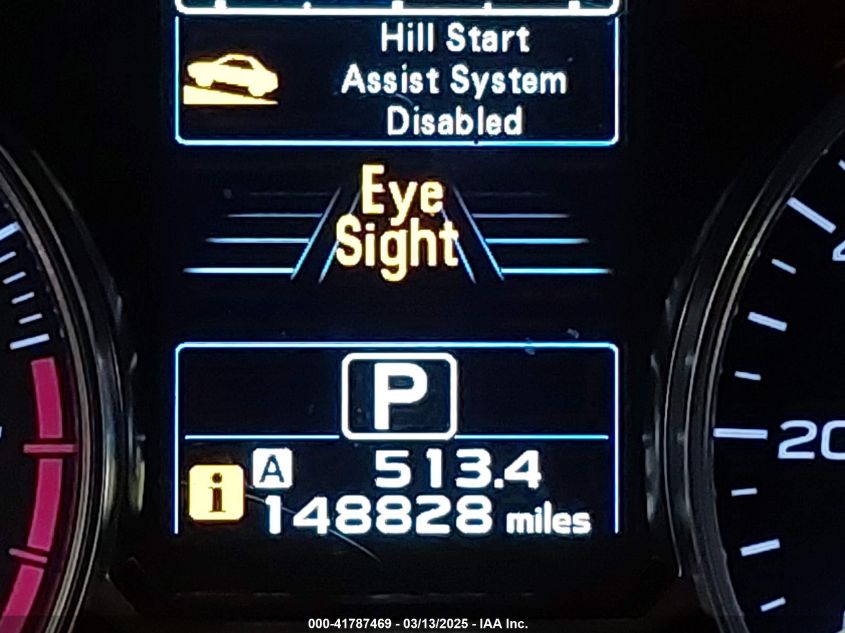 Hill Start
Assist System
Disabled
Eye
Sight
P
A 513.4
i 148828 miles
20
000-41787469 - 03/13/2025 - IAA Inc.